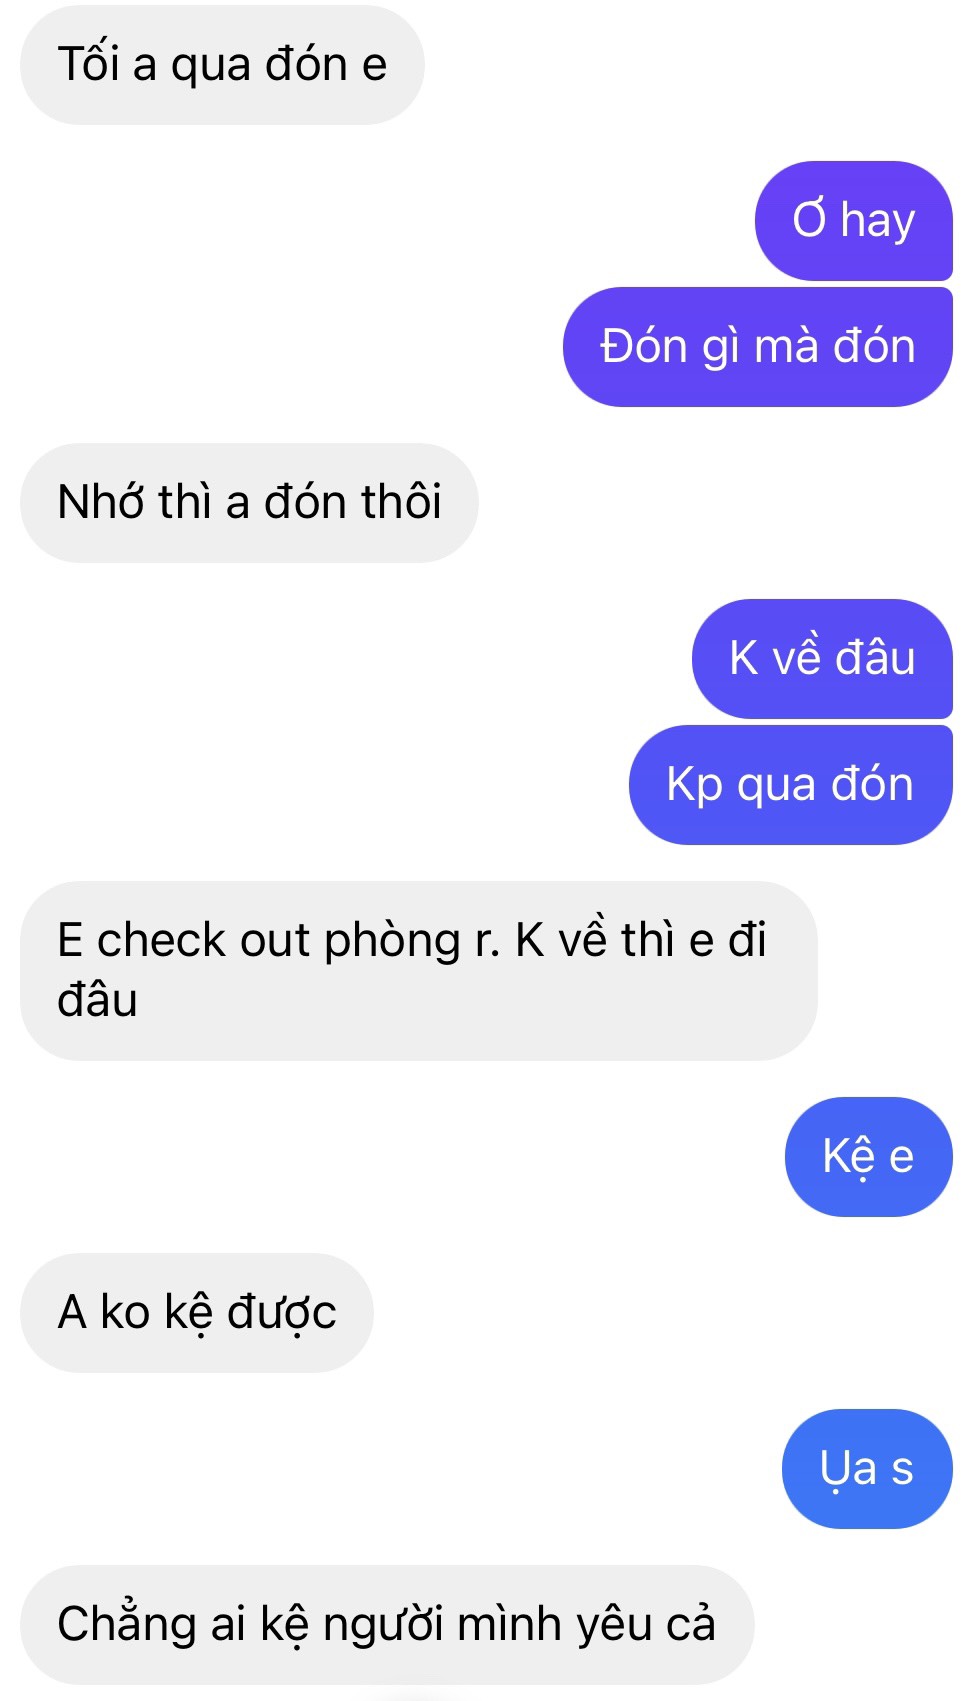 Tối a qua đón e
Ơ hay
Đón gì mà đón
Nhớ thì a đón thôi
K về đâu
Kp qua đón
E check out phòng r. K về thì e đi
đâu
Kệ e
A ko kệ được
Ụa s
Chẳng ai kệ người mình yêu cả